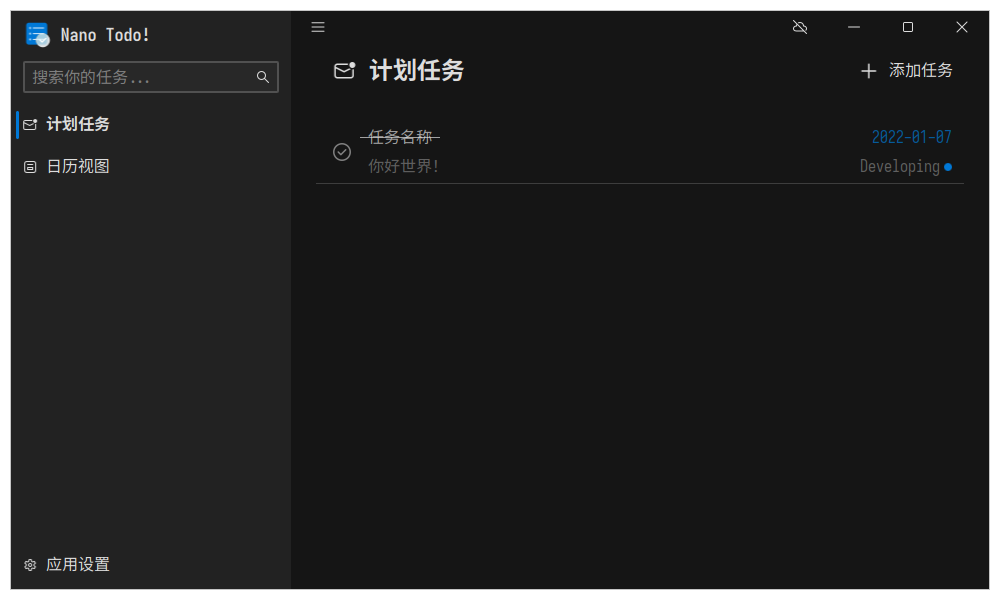 Nano Todo!
搜索你的任务...
计划任务
日历视图
应用设置
计划任务
添加任务
任务名称
2022-01-07
你好世界!
Developing